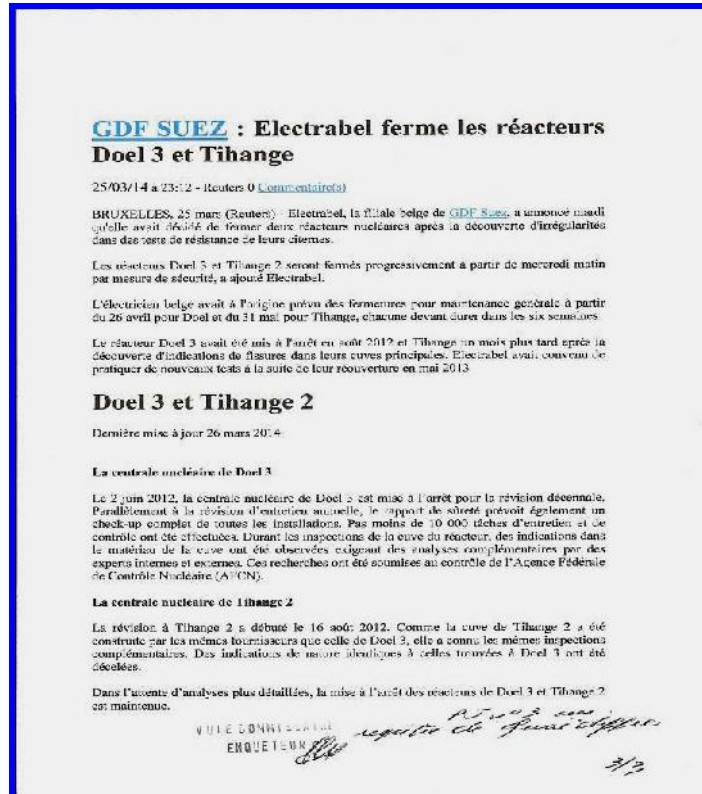 GDF SUEZ : Electrabel ferme les réacteurs
Doel 3 et Tihange
25/03/14 à 23:12 - Reuters 0 Commentaire(s)
BRUXELLES, 25 mars (Reuters) - Electrabel, la filiale belge de GDF Suez, a annoncé mardi
qu'elle avait décidé de fermer deux réacteurs nucléaires après la découverte d'irrégularités
dans des tests de résistance de leurs citernes.
Les réacteurs Doel 3 et Tihange 2 seront fermés progressivement à partir de mercredi matin
par mesure de sécurité, a ajouté Electrabel.
L'électricien belge avait à l'origine prévu des fermetures pour maintenance générale à partir
du 26 avril pour Doel et du 31 mai pour Tihange, chacune devant durer dans les six semaines.
Le réacteur Doel 3 avait été mis à l'arrêt en août 2012 et Tihange un mois plus tard après la
découverte d'indications de fissures dans leurs cuves principales. Electrabel avait convenu de
pratiquer de nouveaux tests à la suite de leur réouverture en mai 2013.
Doel 3 et Tihange 2
Dernière mise à jour 26 mars 2014
La centrale nucléaire de Doel 3
Le 2 juin 2012, la centrale nucléaire de Doel 3 est mise à l'arrêt pour la révision décennale.
Parallèlement à la révision d'entretien annuelle, le rapport de sûreté prévoit également un
check-up complet de toutes les installations. Pas moins de 10 000 tâches d'entretien et de
contrôle ont été effectuées. Durant les inspections de la cuve du réacteur, des indications dans
le matériau de la cuve ont été observées exigeant des analyses complémentaires par des
experts internes et externes. Ces recherches ont été soumises au contrôle de l'Agence Fédérale
de Contrôle Nucléaire (AFCN).
La centrale nucléaire de Tihange 2
La révision à Tihange 2 a débuté le 16 août 2012. Comme la cuve de Tihange 2 a été
construite par les mêmes fournisseurs que celle de Doel 3, elle a connu les mêmes inspections
complémentaires. Des indications de nature identiques à celles trouvées à Doel 3 ont été
décelées.
Dans l'attente d'analyses plus détaillées, la mise à l'arrêt des réacteurs de Doel 3 et Tihange 2
est maintenue.
VU LE COMMISSAIRE
ENQUETEUR
registre de
3/3